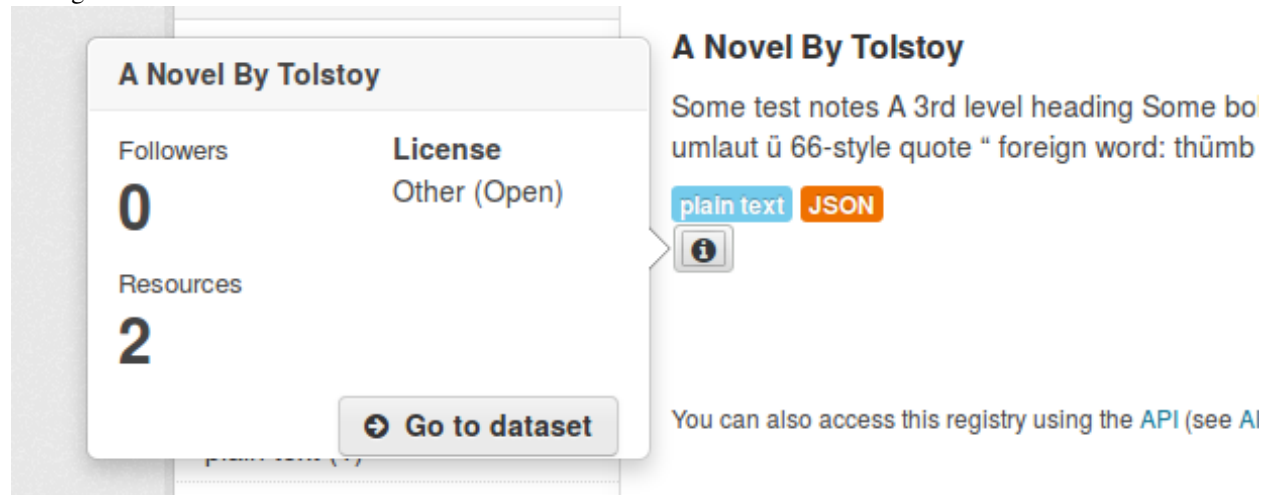 A Novel By Tolstoy
Followers
0
License
Other (Open)
Resources
2
Go to dataset
A Novel By Tolstoy
Some test notes A 3rd level heading Some bo
umlaut ü 66-style quote “ foreign word: thümb
plain text JSON
You can also access this registry using the API (see